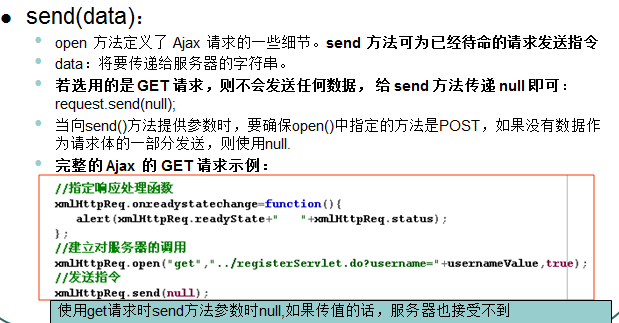 send(data)：
open 方法定义了 Ajax 请求的一些细节。send 方法可为已经待命的请求发送指令
data：将要传递给服务器的字符串。
若选用的是 GET 请求，则不会发送任何数据， 给 send 方法传递 null 即可：
request.send(null);
当向send()方法提供参数时，要确保open()中指定的方法是POST，如果没有数据作
为请求体的一部分发送，则使用null.
完整的 Ajax 的 GET 请求示例：
//指定响应处理函数
xmlHttpReq.onreadystatechange=function(){
alert(xmlHttpReq.readyState+"   "+xmlHttpReq.status);
};
//建立对服务器的调用
xmlHttpReq.open("get","../registerServlet.do?username="+usernameValue,true);
//发送指令
xmlHttpReq.send(null);
使用get请求时send方法参数时null,如果传值的话，服务器也接受不到